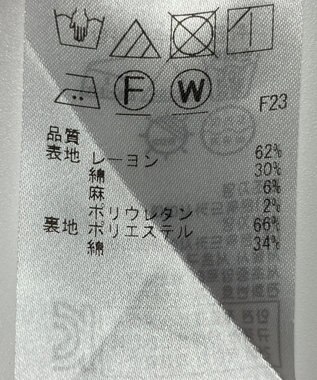 F W
F23
品質
表地 レーヨン 62%
綿 30%
麻 6%
ポリウレタン 2%
裏地 ポリエステル 66%
綿 34%